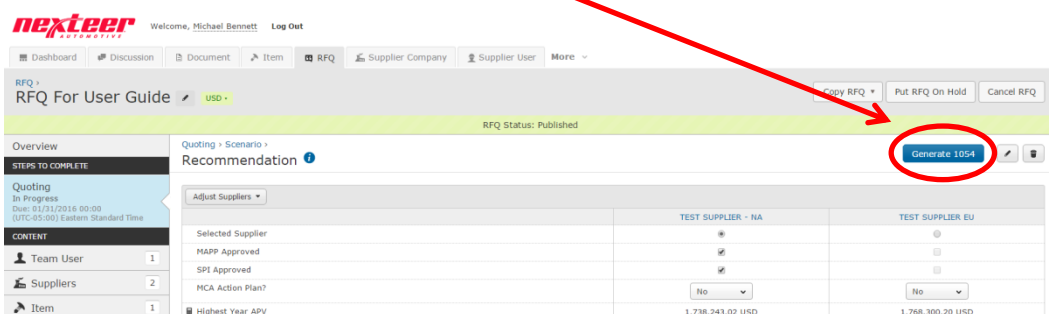 nexteer
AUTOMOTIVE
Welcome, Michael Bennett Log Out
Dashboard Discussion Document Item RFQ Supplier Company Supplier User More
RFQ ›
RFQ For User Guide USD
Copy RFQ Put RFQ On Hold Cancel RFQ
RFQ Status: Published
Overview
STEPS TO COMPLETE
Quoting
In Progress
Due: 01/31/2016 00:00
(UTC-05:00) Eastern Standard Time
CONTENT
Team User 1
Suppliers 2
Item 1
Quoting › Scenario ›
Recommendation
Generate 1054
Adjust Suppliers
TEST SUPPLIER - NA TEST SUPPLIER EU
Selected Supplier
MAPP Approved
SPI Approved
MCA Action Plan? No No
Highest Year APV 1,738,243.02 USD 1,768,300.20 USD